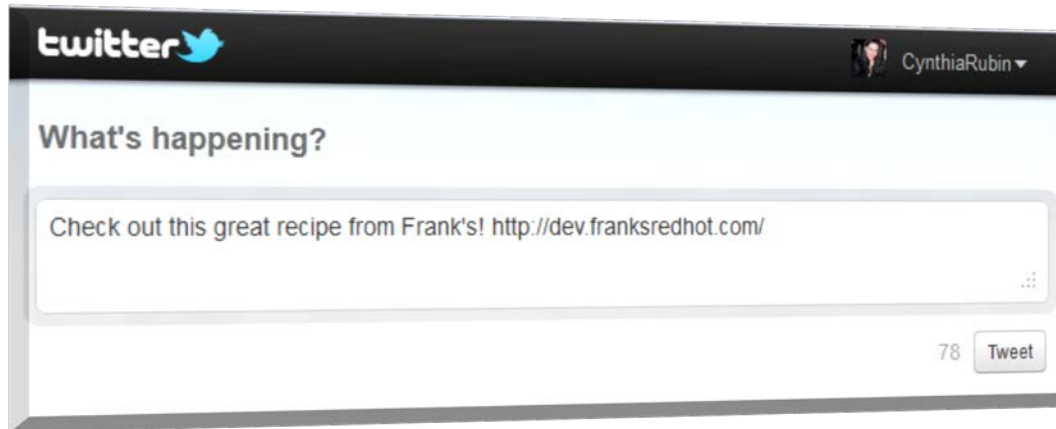 twitter
CynthiaRubin
What's happening?
Check out this great recipe from Frank's! http://dev.franksredhot.com/
78 Tweet